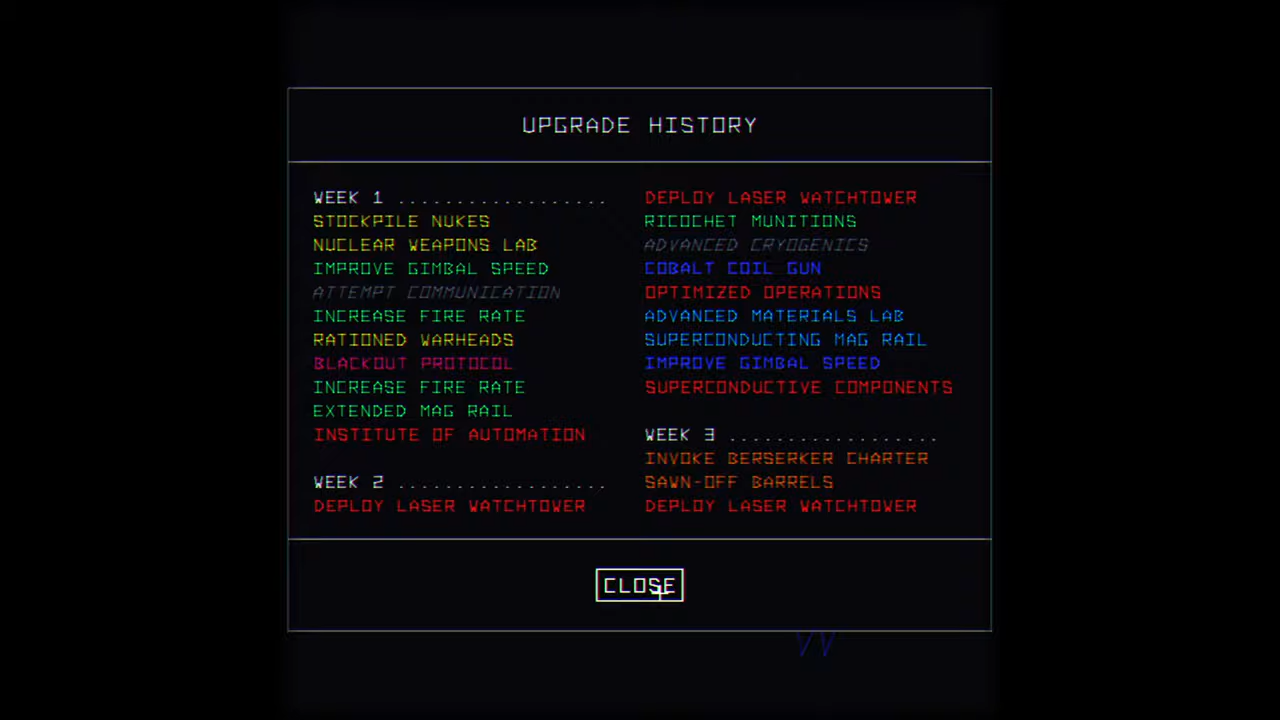 UPGRADE HISTORY
WEEK 1 ..................
STOCKPILE NUKES
NUCLEAR WEAPONS LAB
IMPROVE GIMBAL SPEED
ATTEMPT COMMUNICATION
INCREASE FIRE RATE
RATIONED WARHEADS
BLACKOUT PROTOCOL
INCREASE FIRE RATE
EXTENDED MAG RAIL
INSTITUTE OF AUTOMATION
WEEK 2 ..................
DEPLOY LASER WATCHTOWER
DEPLOY LASER WATCHTOWER
RICOCHET MUNITIONS
ADVANCED CRYOGENICS
COBALT COIL GUN
OPTIMIZED OPERATIONS
ADVANCED MATERIALS LAB
SUPERCONDUCTING MAG RAIL
IMPROVE GIMBAL SPEED
SUPERCONDUCTIVE COMPONENTS
WEEK 3 ..................
INVOKE BERSERKER CHARTER
SAWN-OFF BARRELS
DEPLOY LASER WATCHTOWER
CLOSE